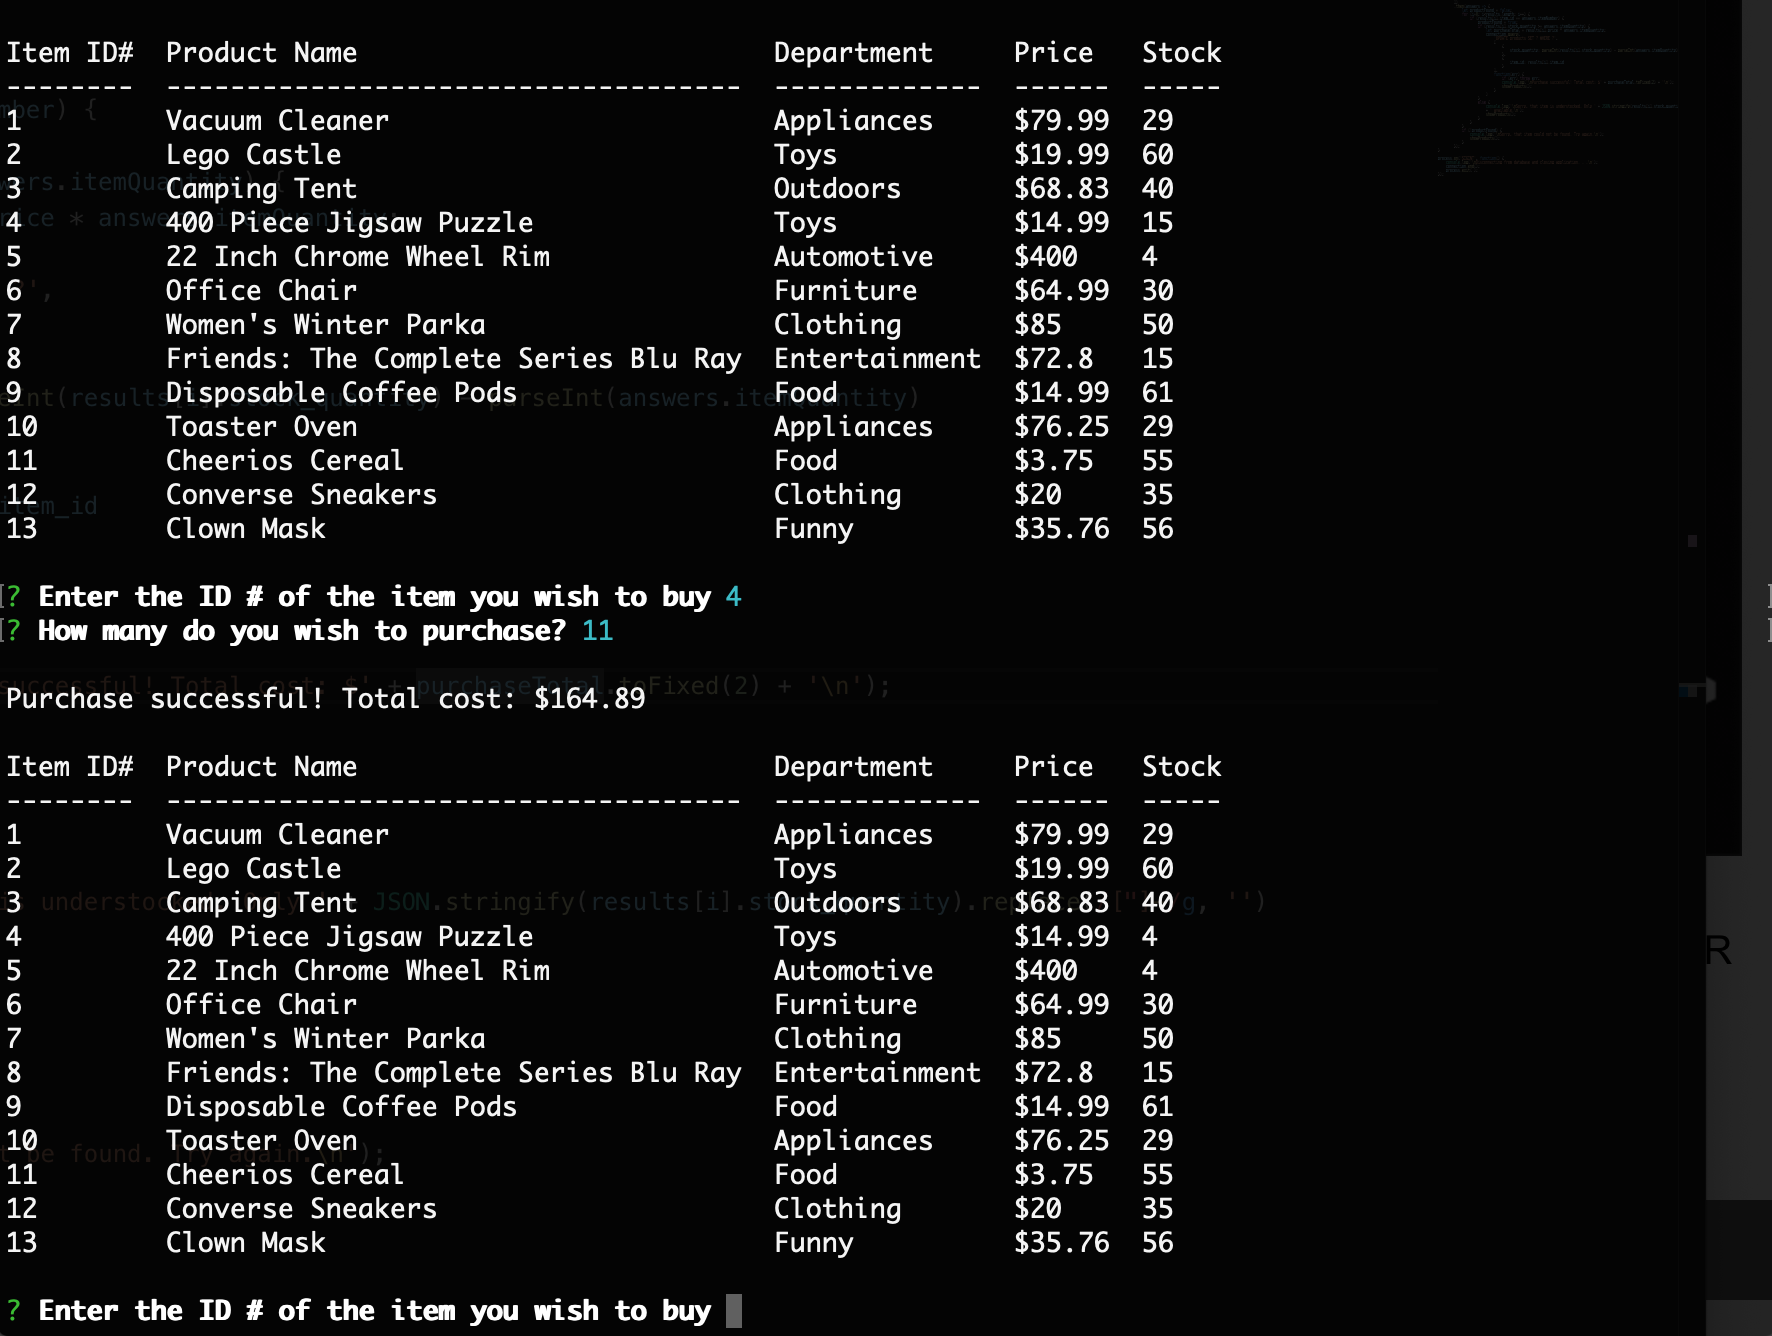 Item ID#  Product Name                          Department     Price   Stock
--------  ------------------------------------  -------------  ------  -----
1         Vacuum Cleaner                        Appliances     $79.99  29
2         Lego Castle                           Toys           $19.99  60
3         Camping Tent                          Outdoors       $68.83  40
4         400 Piece Jigsaw Puzzle               Toys           $14.99  15
5         22 Inch Chrome Wheel Rim              Automotive     $400    4
6         Office Chair                          Furniture      $64.99  30
7         Women's Winter Parka                  Clothing       $85     50
8         Friends: The Complete Series Blu Ray  Entertainment  $72.8   15
9         Disposable Coffee Pods                Food           $14.99  61
10        Toaster Oven                          Appliances     $76.25  29
11        Cheerios Cereal                       Food           $3.75   55
12        Converse Sneakers                     Clothing       $20     35
13        Clown Mask                            Funny          $35.76  56
? Enter the ID # of the item you wish to buy 4
? How many do you wish to purchase? 11
Purchase successful! Total cost: $164.89
Item ID#  Product Name                          Department     Price   Stock
--------  ------------------------------------  -------------  ------  -----
1         Vacuum Cleaner                        Appliances     $79.99  29
2         Lego Castle                           Toys           $19.99  60
3         Camping Tent                          Outdoors       $68.83  40
4         400 Piece Jigsaw Puzzle               Toys           $14.99  4
5         22 Inch Chrome Wheel Rim              Automotive     $400    4
6         Office Chair                          Furniture      $64.99  30
7         Women's Winter Parka                  Clothing       $85     50
8         Friends: The Complete Series Blu Ray  Entertainment  $72.8   15
9         Disposable Coffee Pods                Food           $14.99  61
10        Toaster Oven                          Appliances     $76.25  29
11        Cheerios Cereal                       Food           $3.75   55
12        Converse Sneakers                     Clothing       $20     35
13        Clown Mask                            Funny          $35.76  56
? Enter the ID # of the item you wish to buy